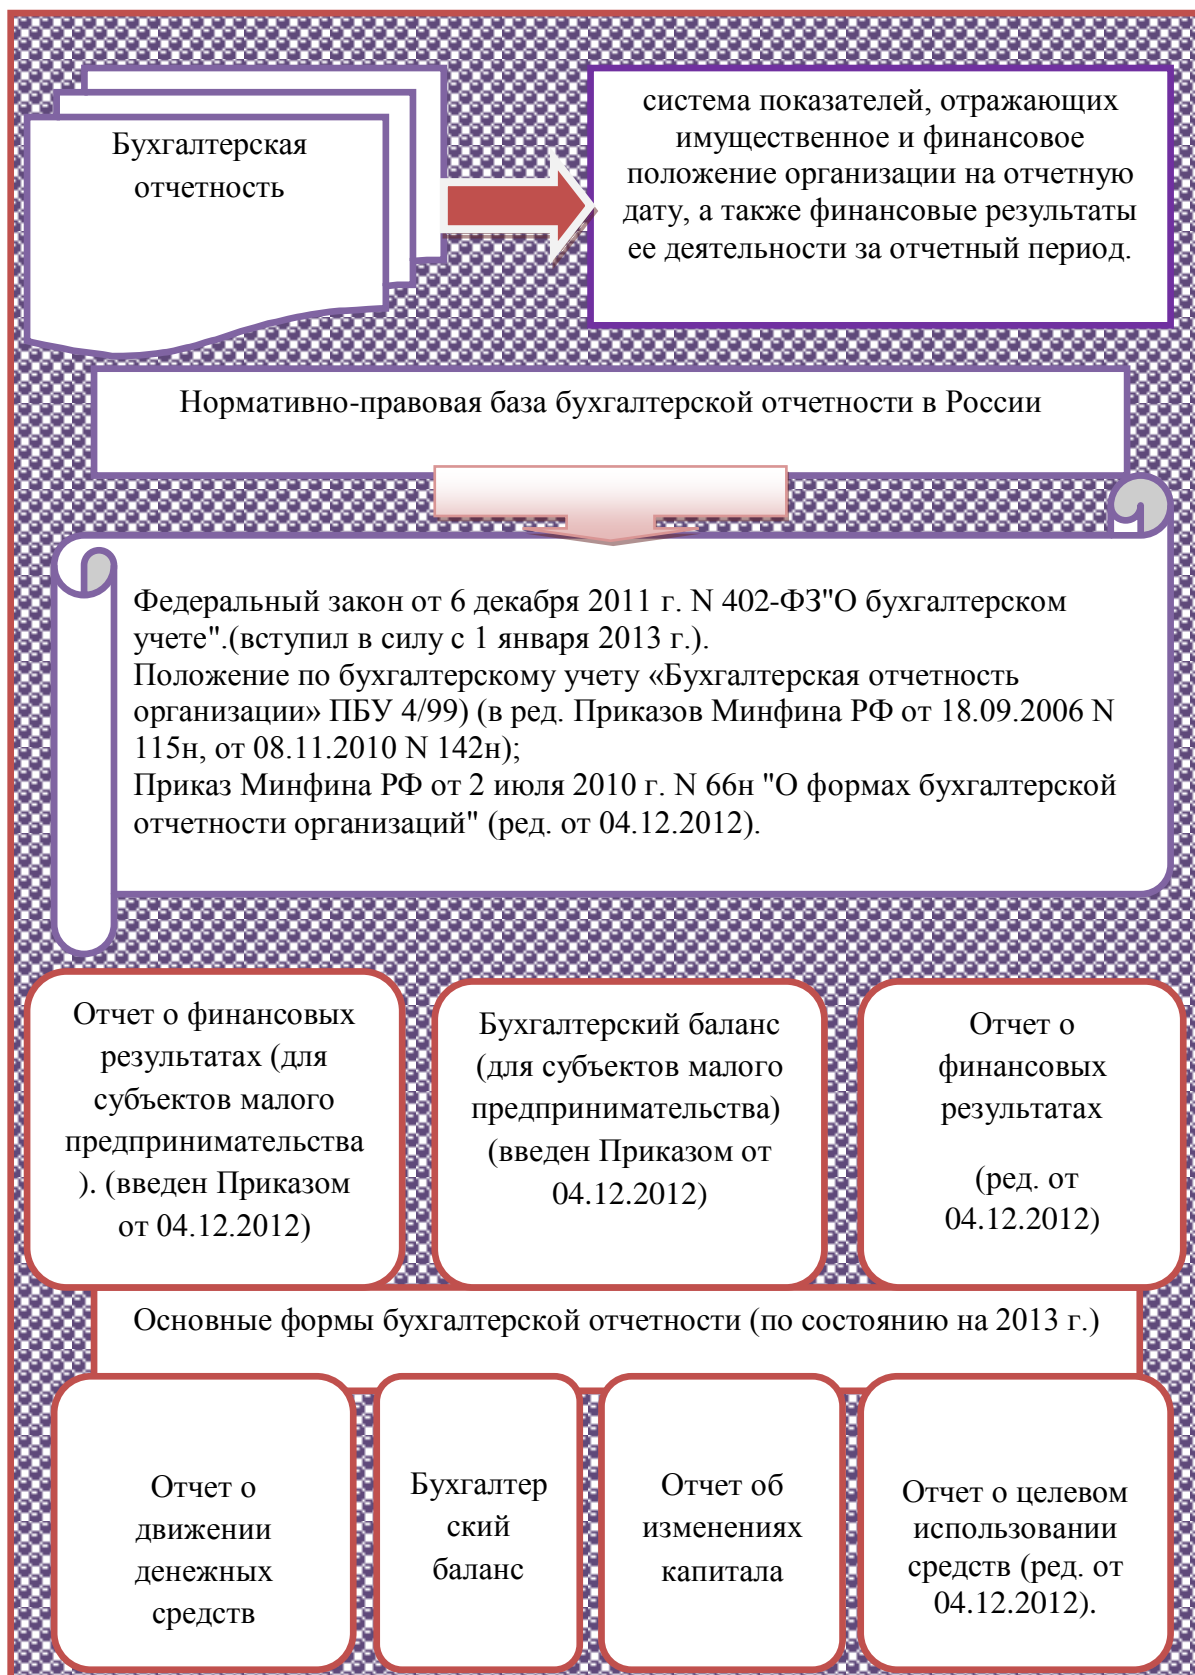 Бухгалтерская
отчетность
система показателей, отражающих
имущественное и финансовое
положение организации на отчетную
дату, а также финансовые результаты
ее деятельности за отчетный период.
Нормативно-правовая база бухгалтерской отчетности в России
Федеральный закон от 6 декабря 2011 г. N 402-ФЗ"О бухгалтерском
учете".(вступил в силу с 1 января 2013 г.).
Положение по бухгалтерскому учету «Бухгалтерская отчетность
организации» ПБУ 4/99) (в ред. Приказов Минфина РФ от 18.09.2006 N
115н, от 08.11.2010 N 142н);
Приказ Минфина РФ от 2 июля 2010 г. N 66н "О формах бухгалтерской
отчетности организаций" (ред. от 04.12.2012).
Отчет о финансовых
результатах (для
субъектов малого
предпринимательства
). (введен Приказом
от 04.12.2012)
Бухгалтерский баланс
(для субъектов малого
предпринимательства)
(введен Приказом от
04.12.2012)
Отчет о
финансовых
результатах
(ред. от
04.12.2012)
Основные формы бухгалтерской отчетности (по состоянию на 2013 г.)
Отчет о
движении
денежных
средств
Бухгалтер
ский
баланс
Отчет об
изменениях
капитала
Отчет о целевом
использовании
средств (ред. от
04.12.2012).